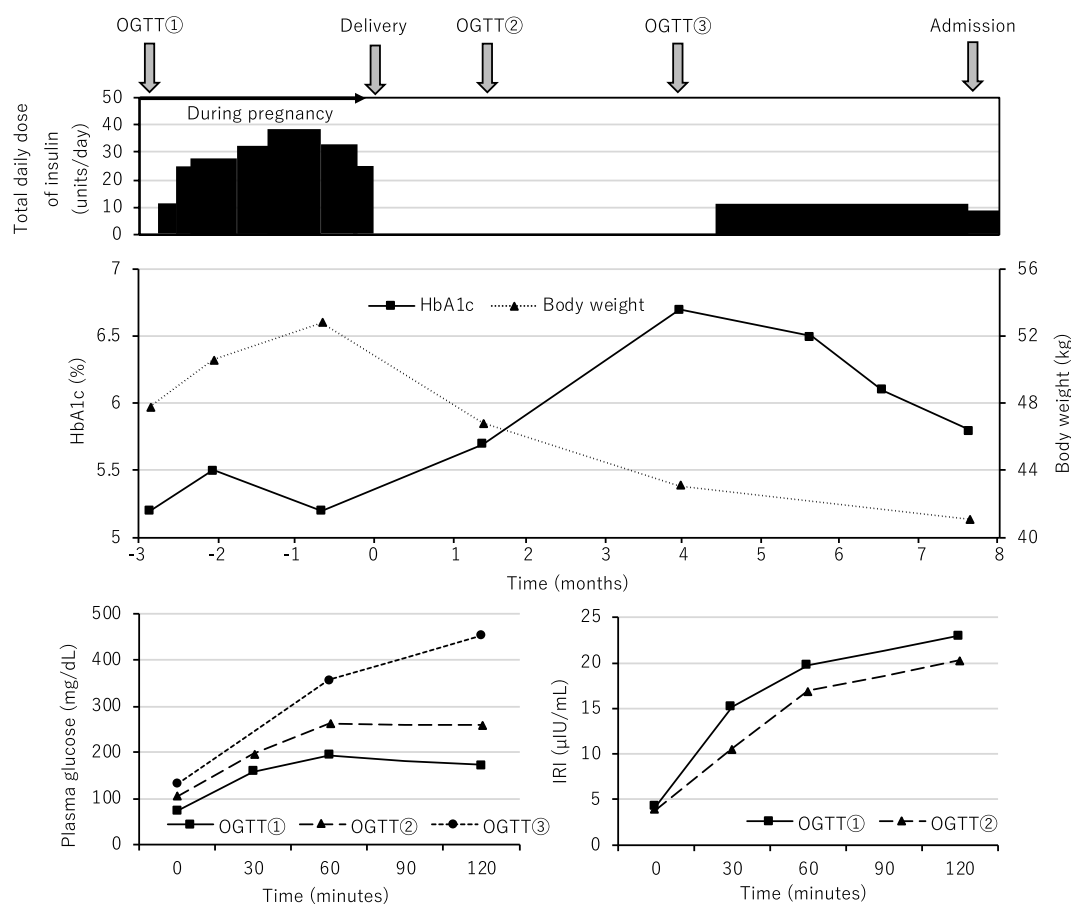 OGTT① Delivery OGTT② OGTT③ Admission
During pregnancy
Total daily dose
of insulin
(units/day)
50
40
30
20
10
0
HbA1c Body weight
HbA1c (%)
7
6.5
6
5.5
5
Body weight (kg)
56
52
48
44
40
-3 -2 -1 0 1 2 3 4 5 6 7 8
Time (months)
Plasma glucose (mg/dL)
500
400
300
200
100
0
OGTT① OGTT② OGTT③
0 30 60 90 120
Time (minutes)
IRI (μIU/mL)
25
20
15
10
5
0
OGTT① OGTT②
0 30 60 90 120
Time (minutes)